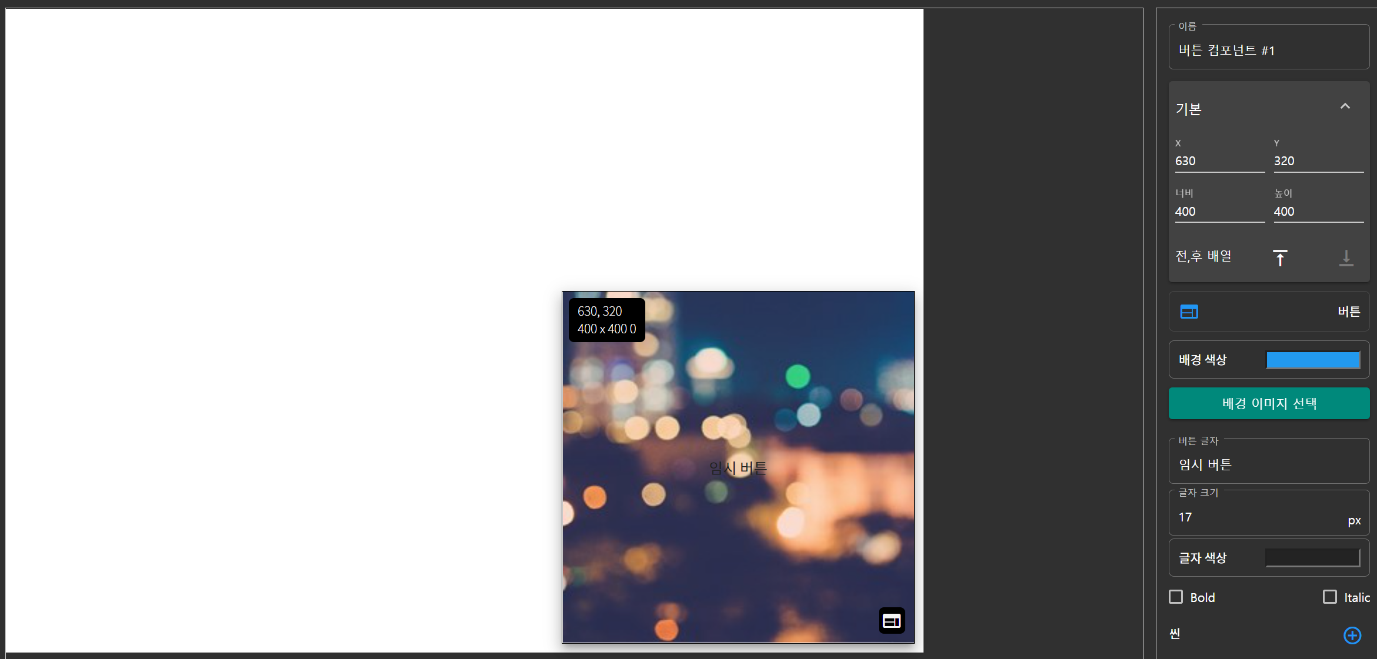 630, 320
400 x 400 0
임시 버튼
이름
버튼 컴포넌트 #1
기본
X
Y
630
320
너비
높이
400
400
전,후 배열
버튼
배경 색상
배경 이미지 선택
버튼 글자
임시 버튼
글자 크기
17
px
글자 색상
Bold
Italic
씬